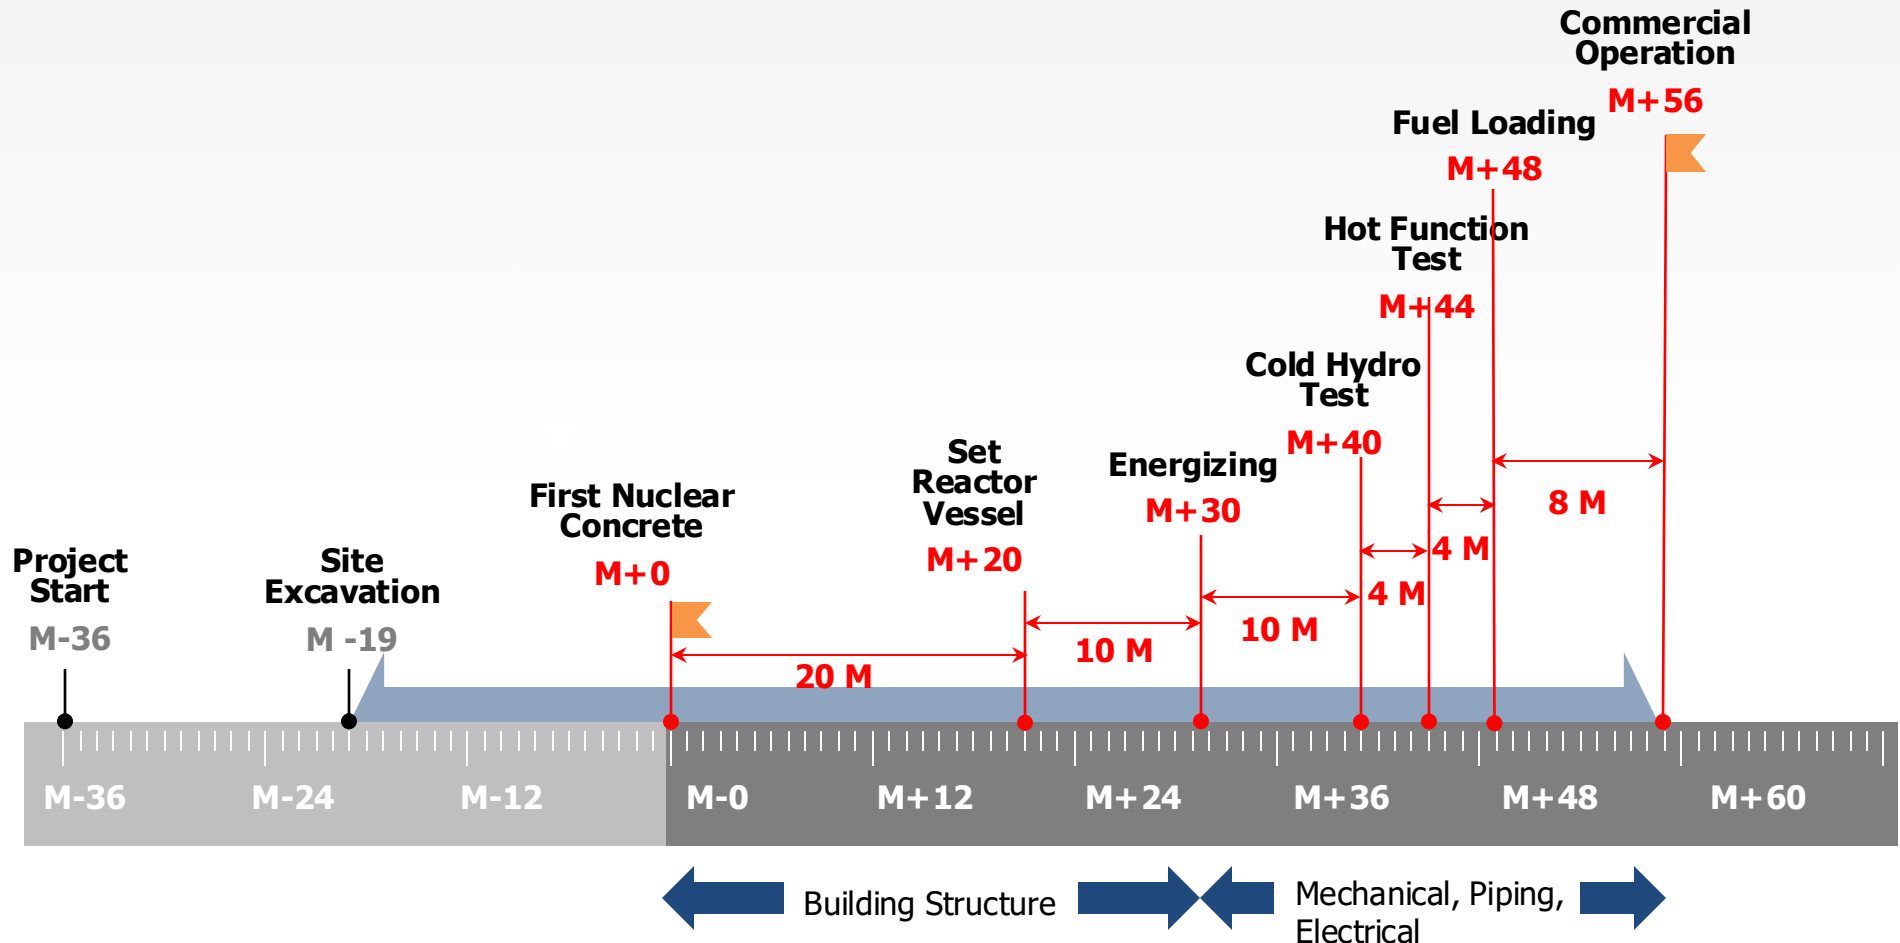 Commercial
Operation
M+56
Fuel Loading
M+48
Hot Function
Test
M+44
Cold Hydro
Test
M+40
Energizing
M+30
Set
Reactor
Vessel
M+20
First Nuclear
Concrete
M+0
Site
Excavation
M -19
Project
Start
M-36
8 M
4 M
4 M
10 M
10 M
20 M
M-36
M-24
M-12
M-0
M+12
M+24
M+36
M+48
M+60
Building Structure
Mechanical, Piping,
Electrical